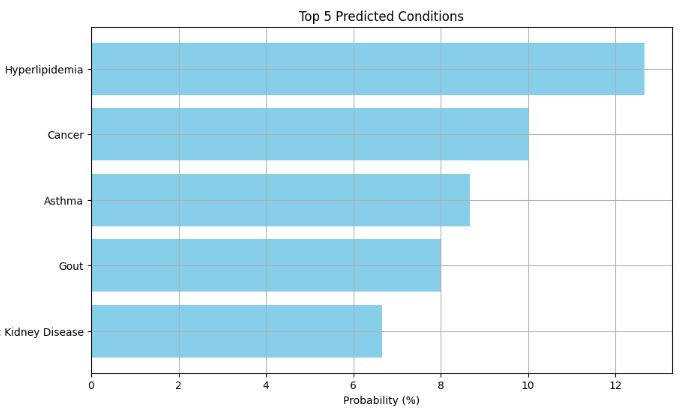 Top 5 Predicted Conditions
Hyperlipidemia
Cancer
Asthma
Gout
Kidney Disease
0 2 4 6 8 10 12
Probability (%)